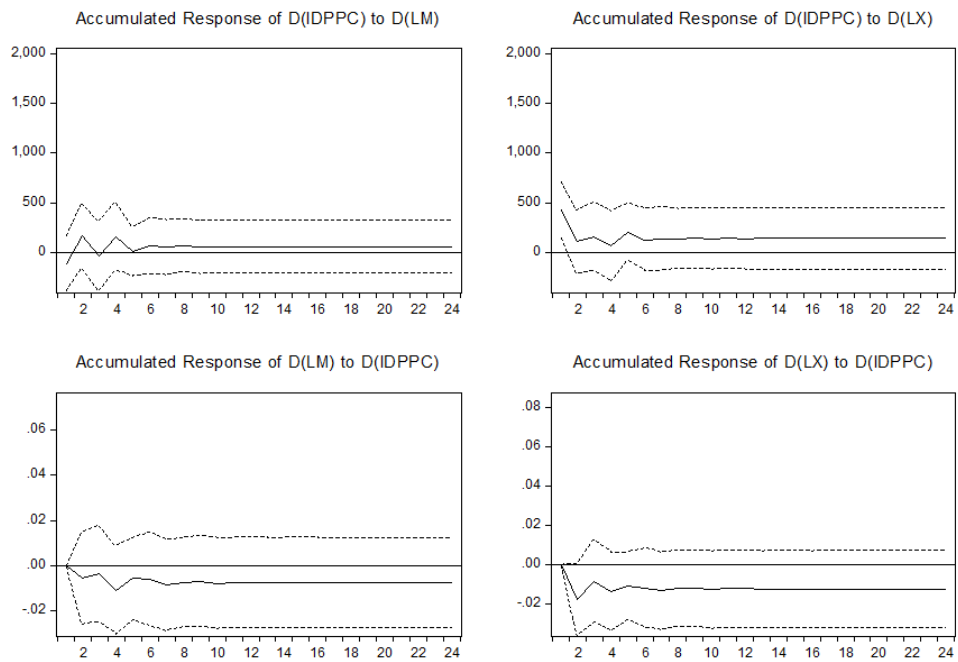 Accumulated Response of D(IDPPC) to D(LM)
2,000
1,500
1,000
500
0
2 4 6 8 10 12 14 16 18 20 22 24
Accumulated Response of D(IDPPC) to D(LX)
2,000
1,500
1,000
500
0
2 4 6 8 10 12 14 16 18 20 22 24
Accumulated Response of D(LM) to D(IDPPC)
.06
.04
.02
.00
-.02
2 4 6 8 10 12 14 16 18 20 22 24
Accumulated Response of D(LX) to D(IDPPC)
.08
.06
.04
.02
.00
-.02
2 4 6 8 10 12 14 16 18 20 22 24